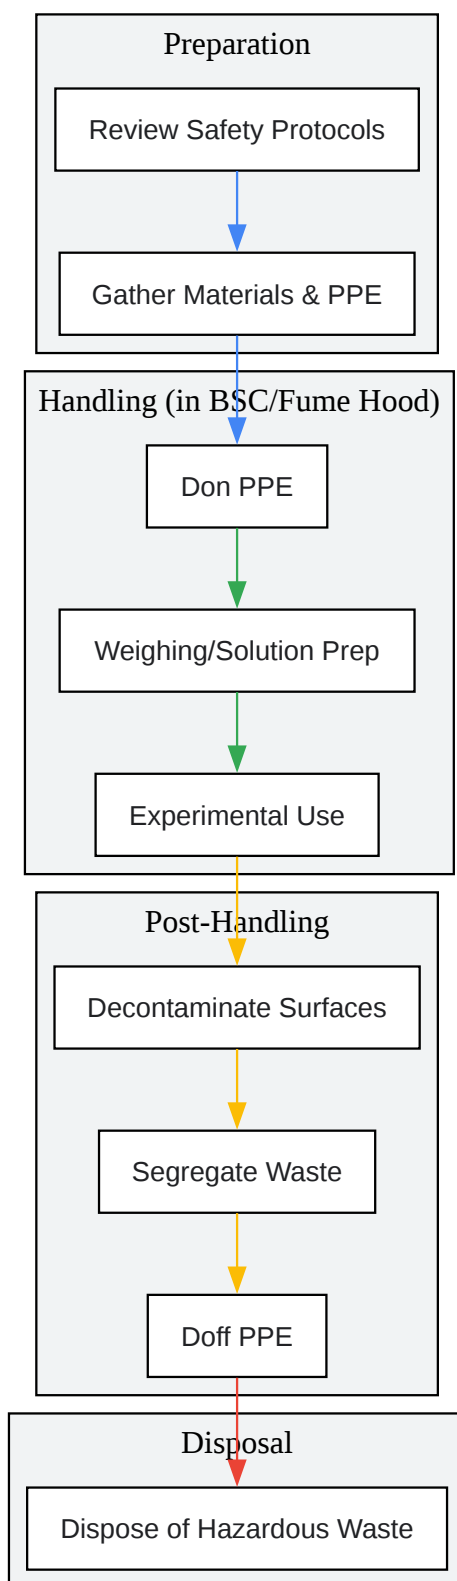 Preparation
Review Safety Protocols
Gather Materials & PPE
Handling (in BSC/Fume Hood)
Don PPE
Weighing/Solution Prep
Experimental Use
Post-Handling
Decontaminate Surfaces
Segregate Waste
Doff PPE
Disposal
Dispose of Hazardous Waste